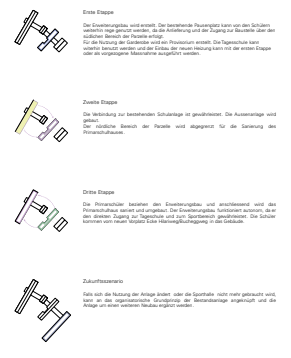 Erste Etappe
Der Erweiterungsbau wird erstellt. Der bestehende Pausenplatz kann von den Schülern
weiterhin rege genutzt werden, da die Anlieferung und der Zugang zur Baustelle über den
südlichen Bereich der Parzelle erfolgt.
Für die Nutzung der Garderobe wird ein Provisorium erstellt. Die Tagesschule kann
weiterhin benutzt werden und der Einbau der neuen Heizung kann mit der ersten Etappe
oder als vorgezogene Massnahme ausgeführt werden.
Zweite Etappe
Die Verbindung zur bestehenden Schulanlage ist gewährleistet. Die Aussenanlage wird
gebaut.
Der nördliche Bereich der Parzelle wird abgegrenzt für die Sanierung des
Primarschulhauses.
Dritte Etappe
Die Primarschüler beziehen den Erweiterungsbau und anschliessend wird das
Primarschulhaus saniert und umgebaut. Der Erweiterungsbau funktioniert autonom, da er
den direkten Zugang zur Tageschule und zum Sportbereich gewährleistet. Die Schüler
kommen vom neuen Vorplatz Ecke in das Gebäude.
Zukunftsszenario
Falls sich die Nutzung der Anlage ändert oder die Sporthalle nicht mehr gebraucht wird,
kann an das organisatorische Grundprinzip der Bestandsanlage angeknüpft und die
Anlage um einen weiteren Neubau ergänzt werden.